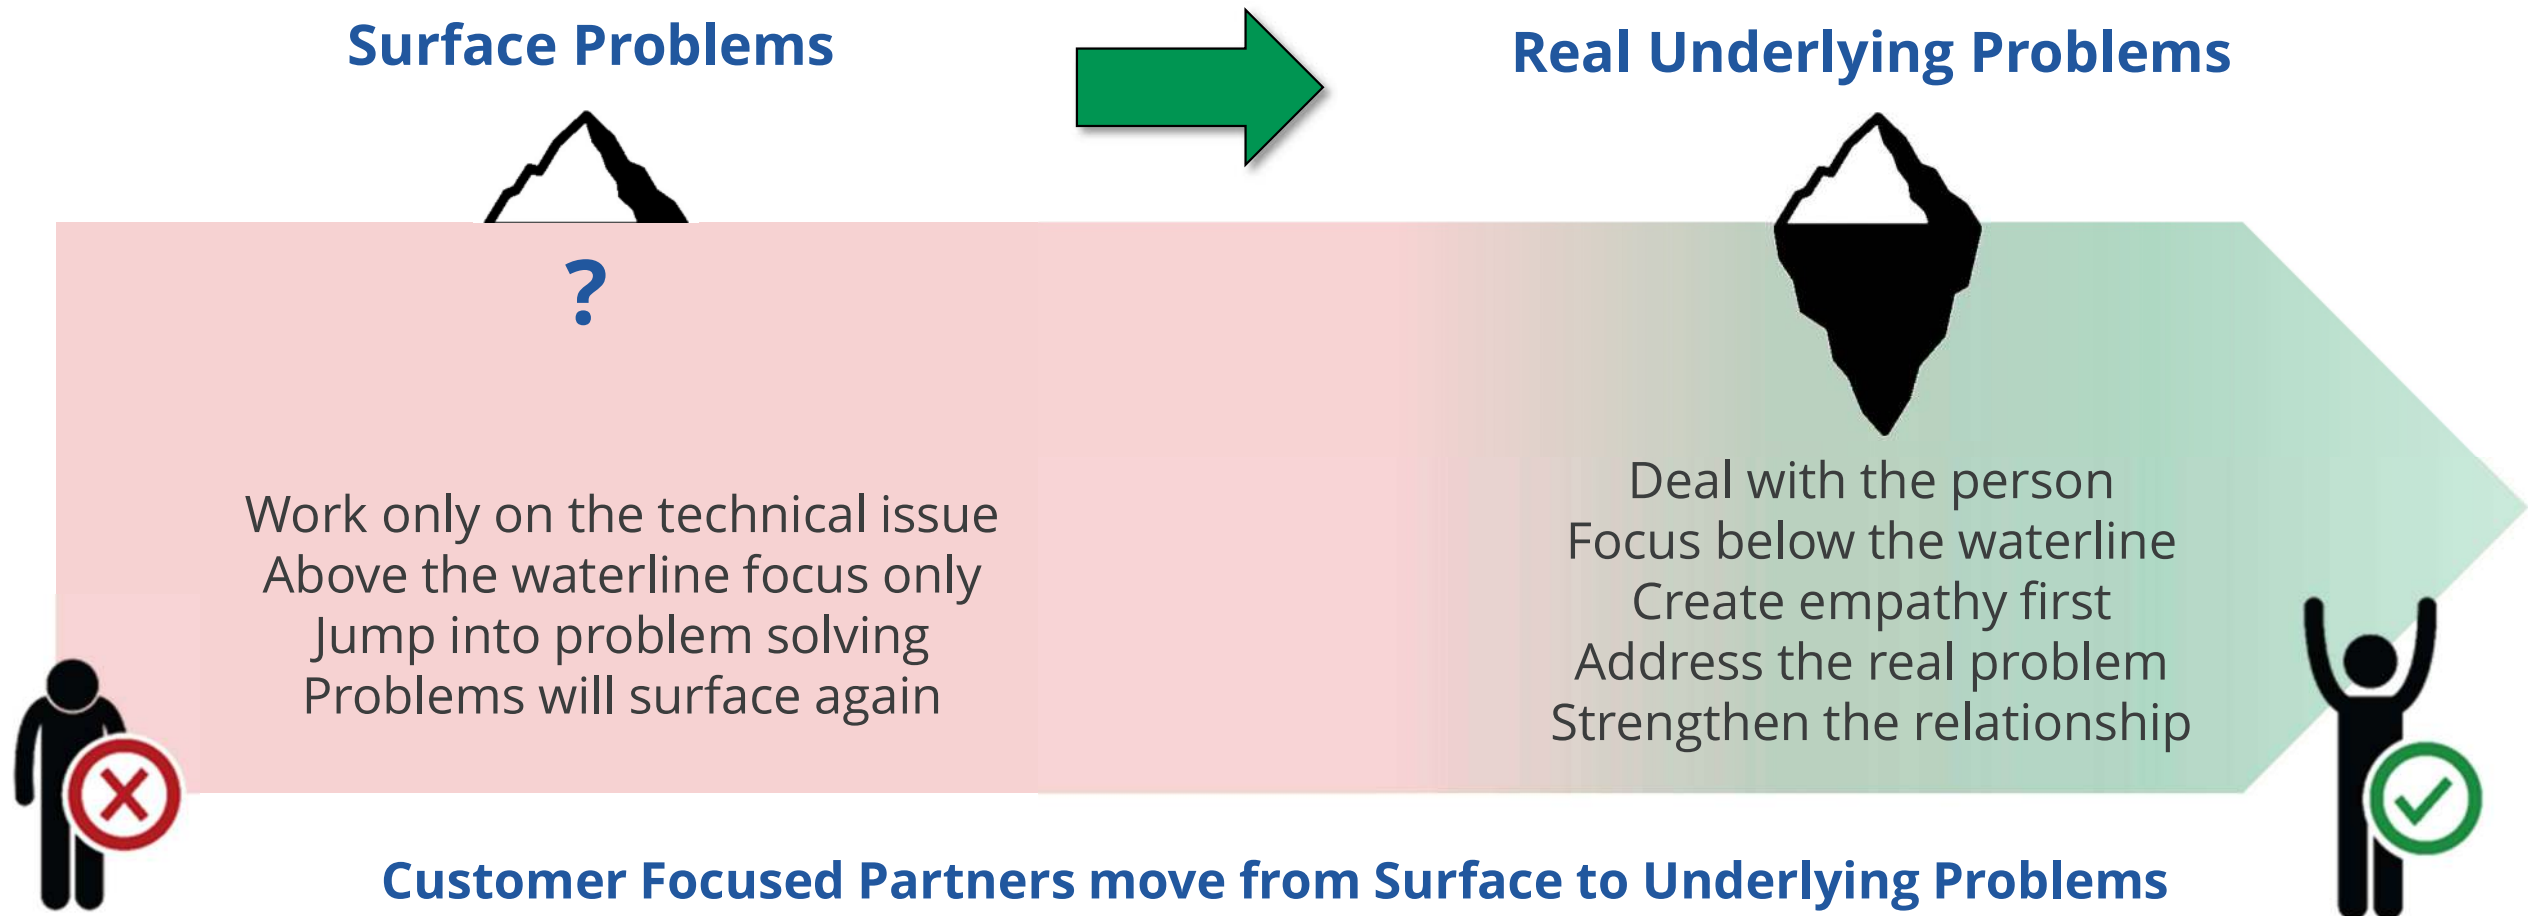 Surface Problems
Real Underlying Problems
?
Work only on the technical issue
Above the waterline focus only
Jump into problem solving
Problems will surface again
Deal with the person
Focus below the waterline
Create empathy first
Address the real problem
Strengthen the relationship
Customer Focused Partners move from Surface to Underlying Problems